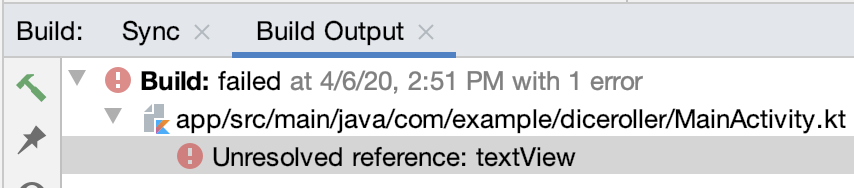 Build: Sync Build Output
Build: failed at 4/6/20, 2:51 PM with 1 error
app/src/main/java/com/example/diceroller/MainActivity.kt
Unresolved reference: textView